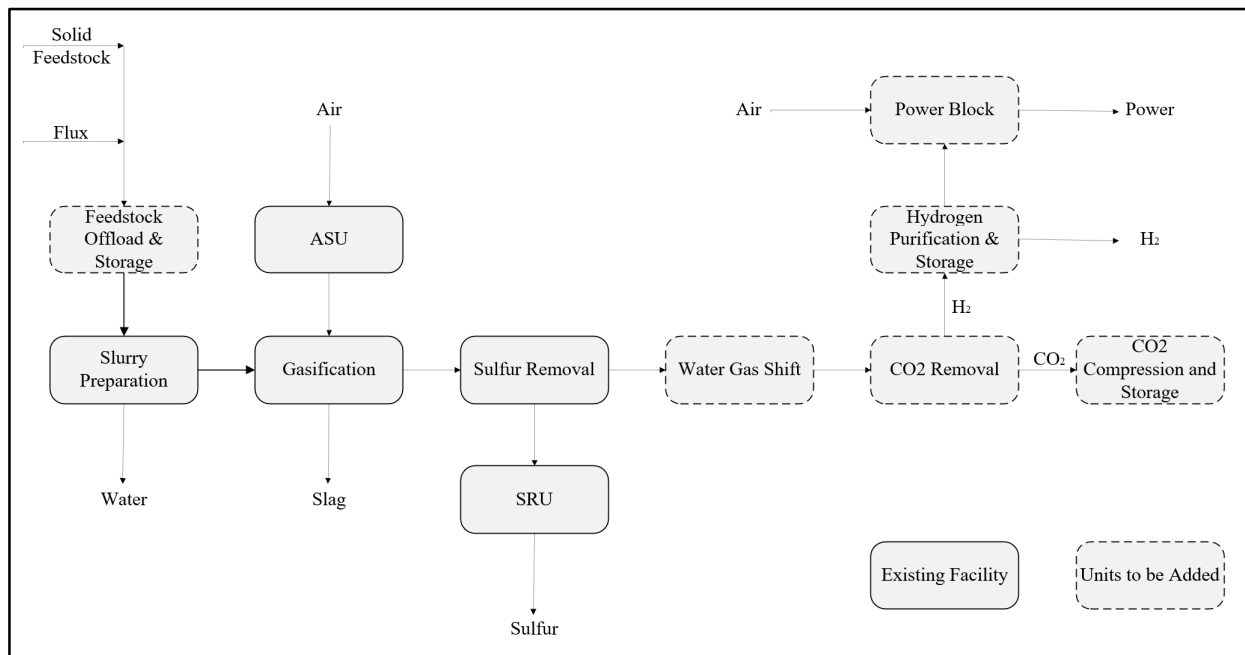 Solid
Feedstock
Flux
Air
Air
Power Block
Power
Feedstock
Offload &
Storage
ASU
Hydrogen
Purification &
Storage
H₂
H₂
Slurry
Preparation
Gasification
Sulfur Removal
Water Gas Shift
CO2 Removal
CO₂
CO2
Compression and
Storage
Water
Slag
SRU
Sulfur
Existing Facility
Units to be Added